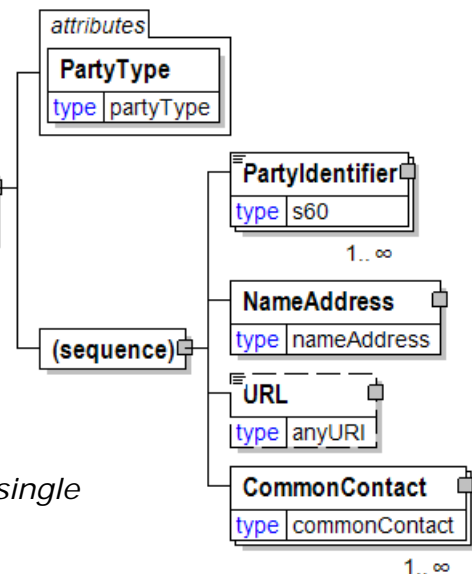 attributes
PartyType
type partyType
PartyIdentifier
type s60
1.. ∞
NameAddress
type nameAddress
(sequence)
URL
type anyURI
single
CommonContact
type commonContact
1.. ∞